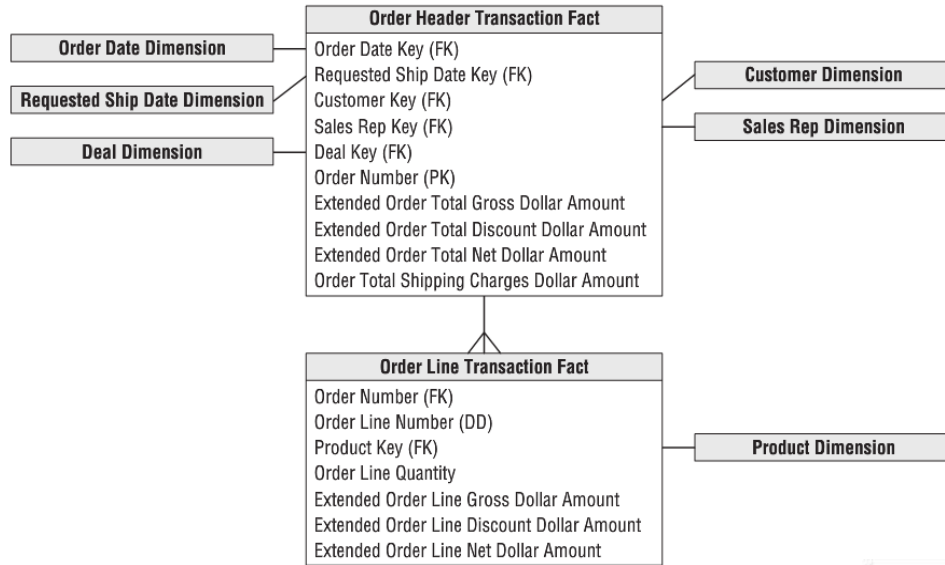 Order Header Transaction Fact
Order Date Key (FK)
Requested Ship Date Key (FK)
Customer Key (FK)
Sales Rep Key (FK)
Deal Key (FK)
Order Number (PK)
Extended Order Total Gross Dollar Amount
Extended Order Total Discount Dollar Amount
Extended Order Total Net Dollar Amount
Order Total Shipping Charges Dollar Amount
Order Date Dimension
Requested Ship Date Dimension
Deal Dimension
Customer Dimension
Sales Rep Dimension
Order Line Transaction Fact
Order Number (FK)
Order Line Number (DD)
Product Key (FK)
Order Line Quantity
Extended Order Line Gross Dollar Amount
Extended Order Line Discount Dollar Amount
Extended Order Line Net Dollar Amount
Product Dimension